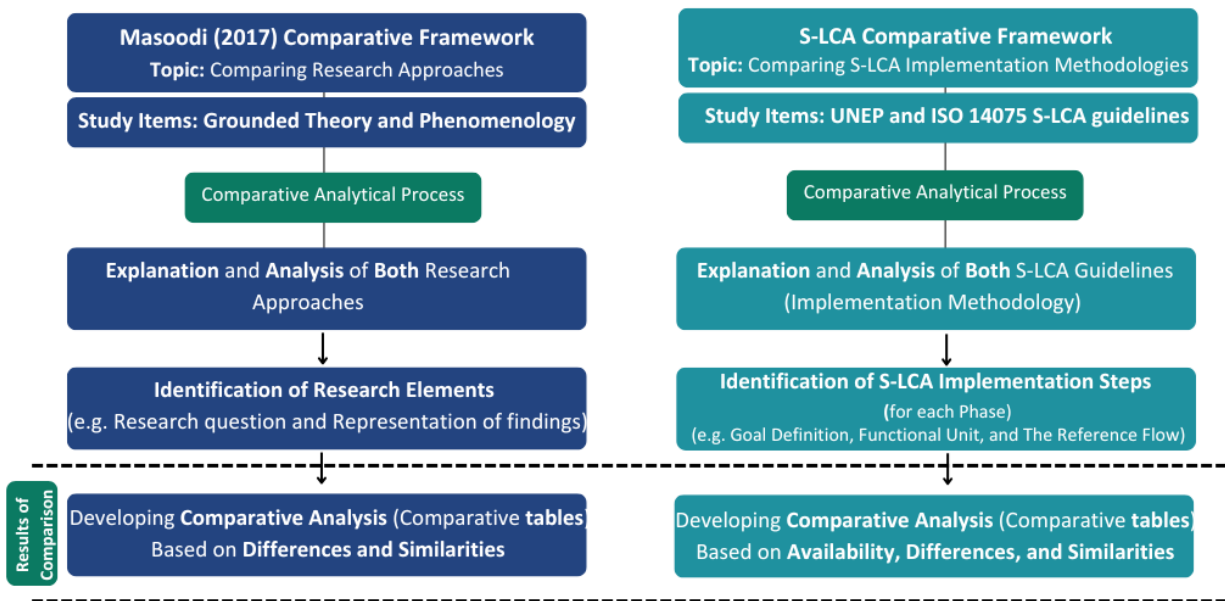 Masoodi (2017) Comparative Framework
Topic: Comparing Research Approaches
Study Items: Grounded Theory and Phenomenology
Comparative Analytical Process
Explanation and Analysis of Both Research
Approaches
Identification of Research Elements
(e.g. Research question and Representation of findings)
Developing Comparative Analysis (Comparative tables)
Based on Differences and Similarities
S-LCA Comparative Framework
Topic: Comparing S-LCA Implementation Methodologies
Study Items: UNEP and ISO 14075 S-LCA guidelines
Comparative Analytical Process
Explanation and Analysis of Both S-LCA Guidelines
(Implementation Methodology)
Identification of S-LCA Implementation Steps
(for each Phase)
(e.g. Goal Definition, Functional Unit, and The Reference Flow)
Developing Comparative Analysis (Comparative tables)
Based on Availability, Differences, and Similarities
Results of
Comparison